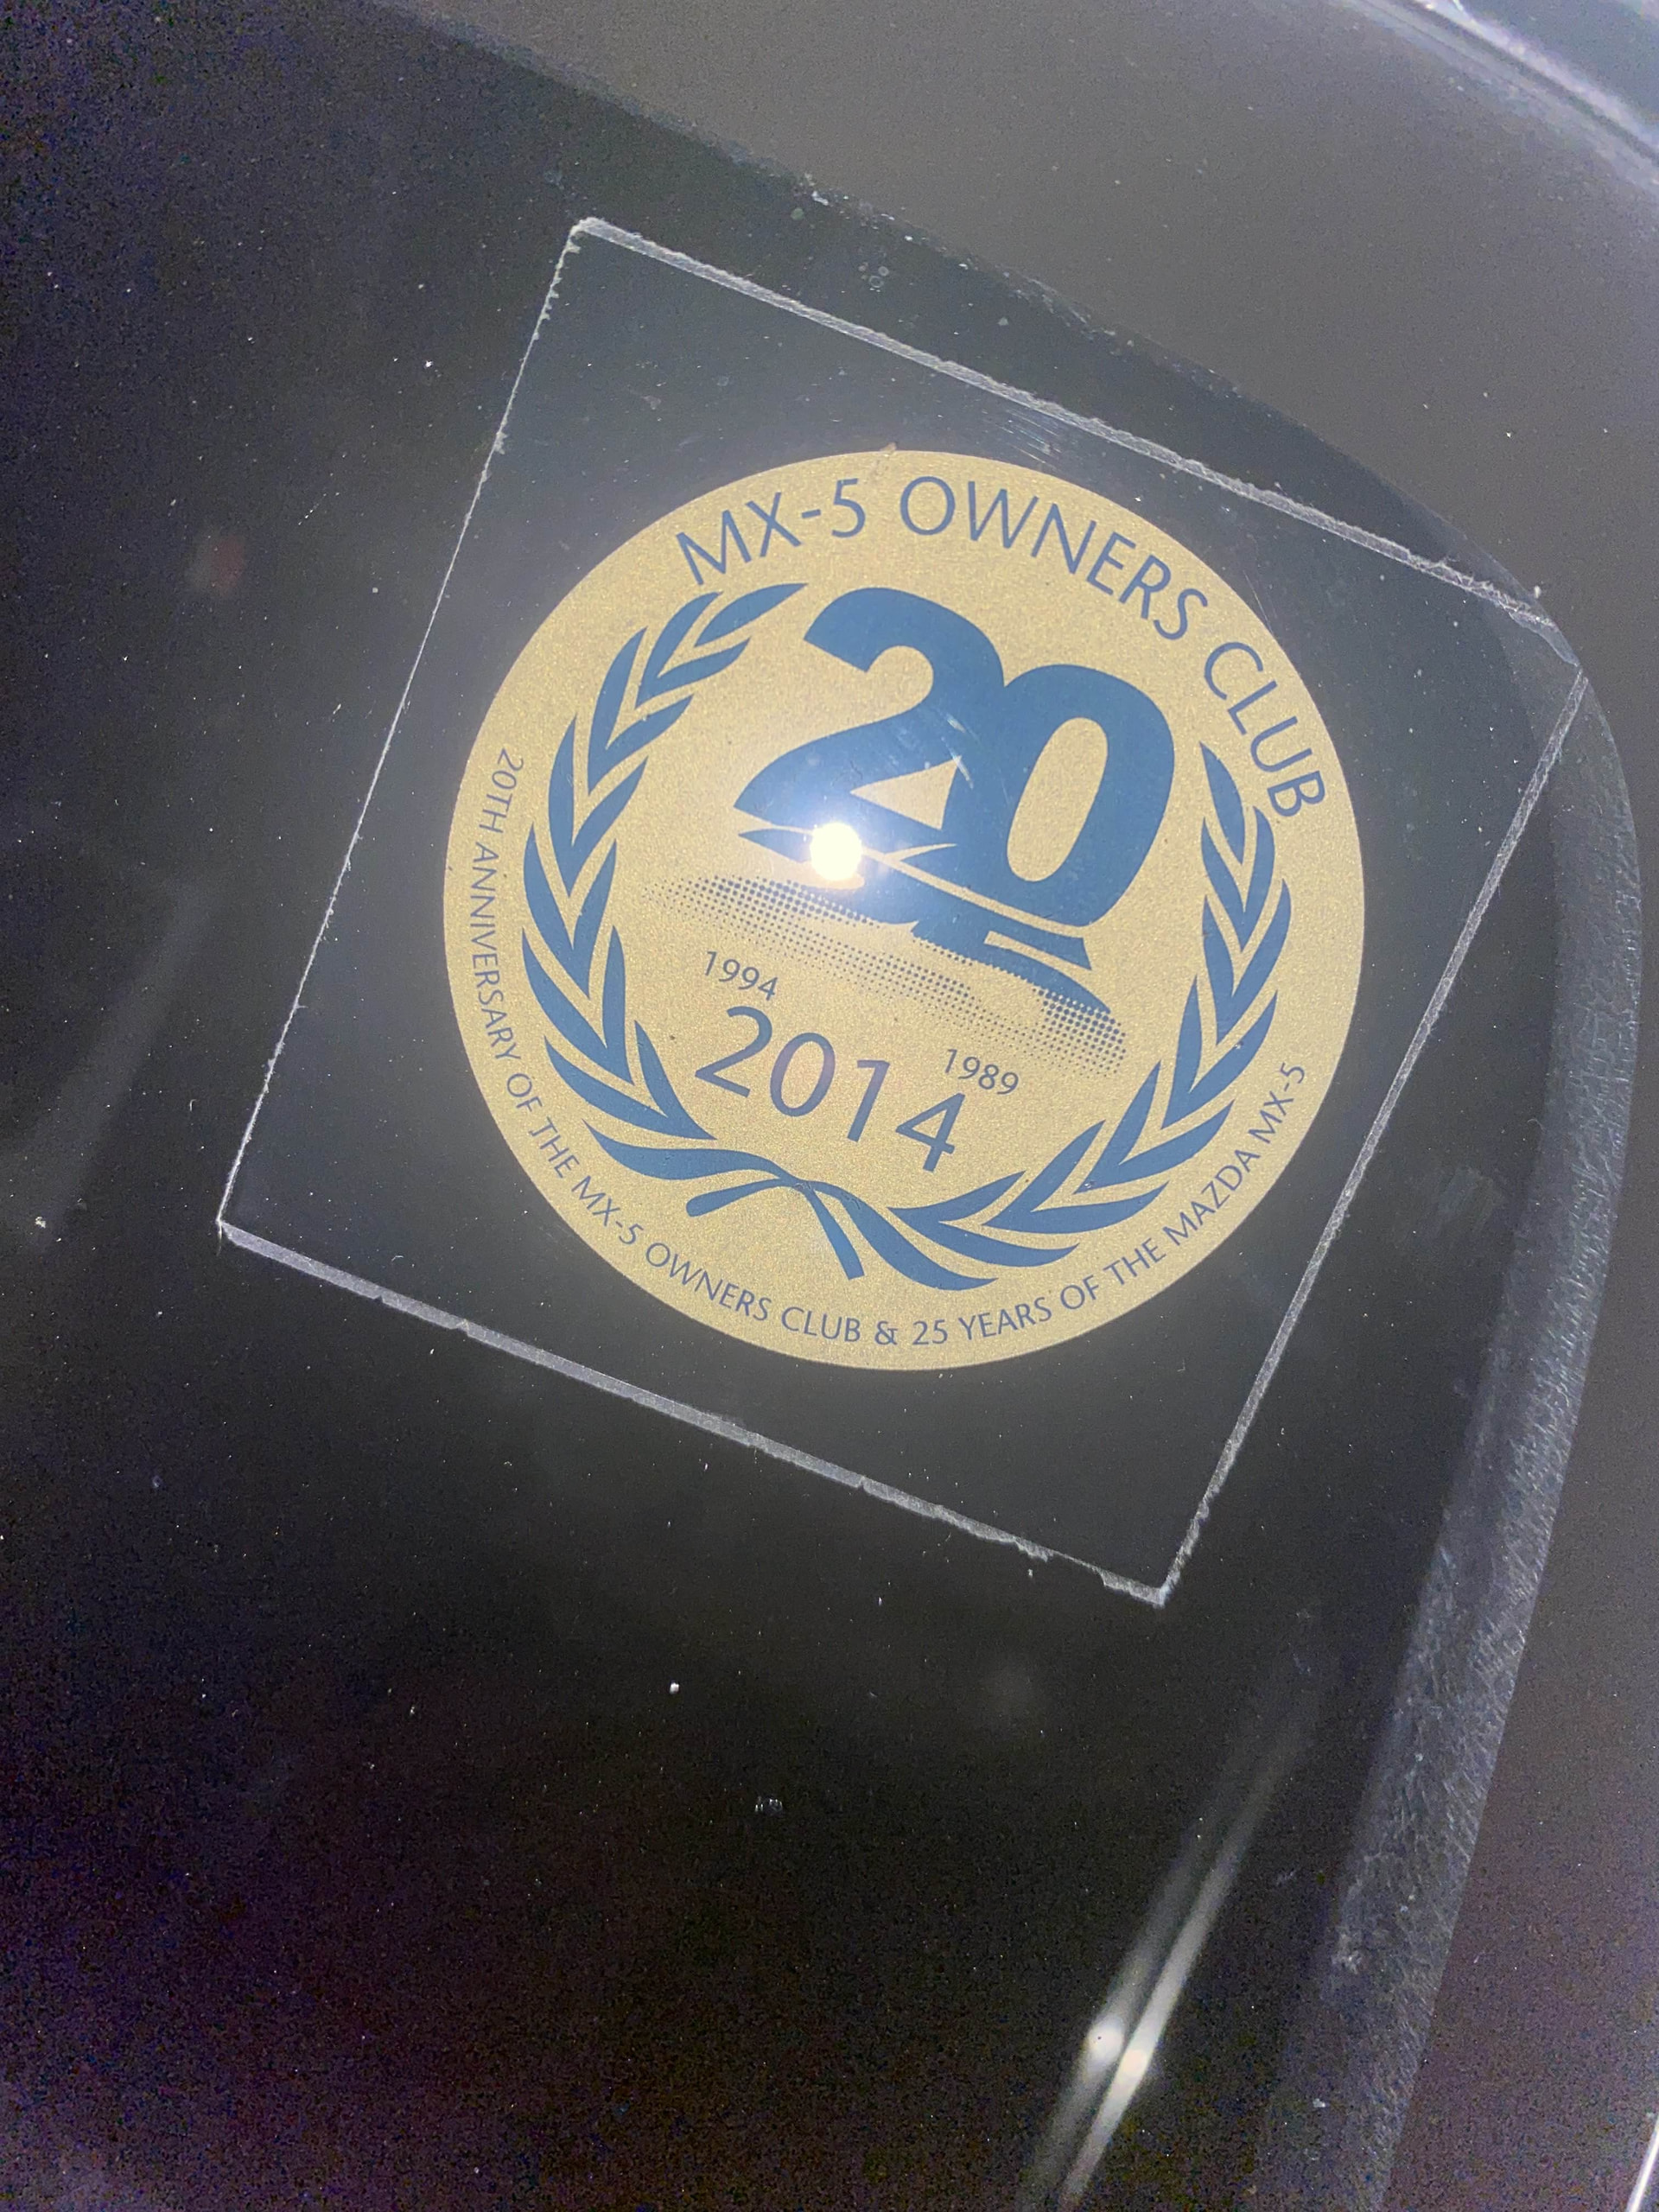 MX-5 OWNERS CLUB
20
1994
1989
2014
20TH ANNIVERSARY OF THE MX-5 OWNERS CLUB & 25 YEARS OF THE MAZDA MX-5